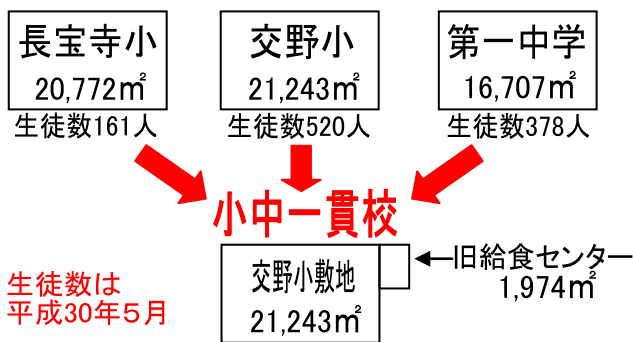 長宝寺小
20,772㎡
生徒数161人
交野小
21,243㎡
生徒数520人
第一中学
16,707㎡
生徒数378人
小中一貫校
交野小敷地
21,243㎡
旧給食センター
1,974㎡
生徒数は
平成30年５月